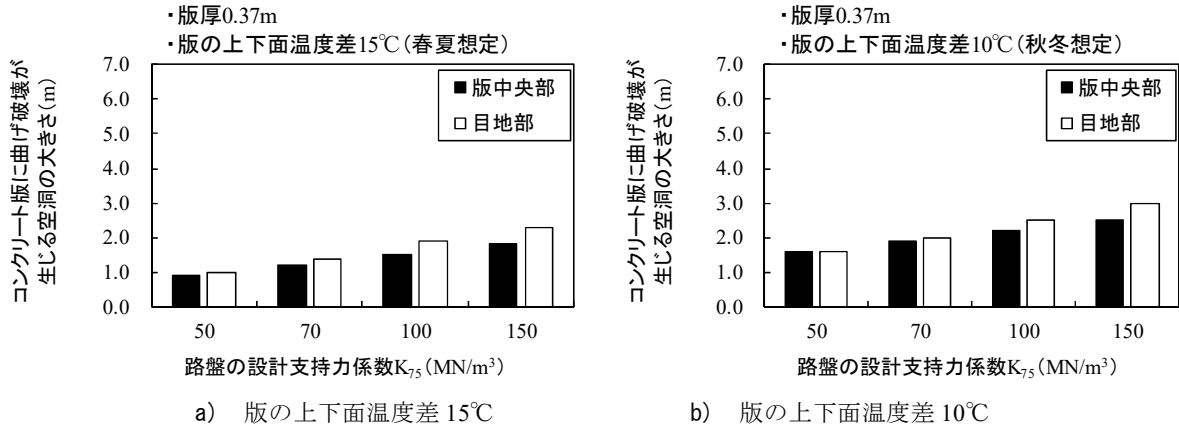 ・版厚0.37m
・版の上下面温度差15℃(春夏想定)
コンクリート版に曲げ破壊が
生じる空洞の大きさ(m)
7.0
6.0
5.0
4.0
3.0
2.0
1.0
0.0
■版中央部
□目地部
50 70 100 150
路盤の設計支持力係数K₇₅(MN/m³)
a) 版の上下面温度差 15℃
・版厚0.37m
・版の上下面温度差10℃(秋冬想定)
コンクリート版に曲げ破壊が
生じる空洞の大きさ(m)
7.0
6.0
5.0
4.0
3.0
2.0
1.0
0.0
■版中央部
□目地部
50 70 100 150
路盤の設計支持力係数K₇₅(MN/m³)
b) 版の上下面温度差 10℃